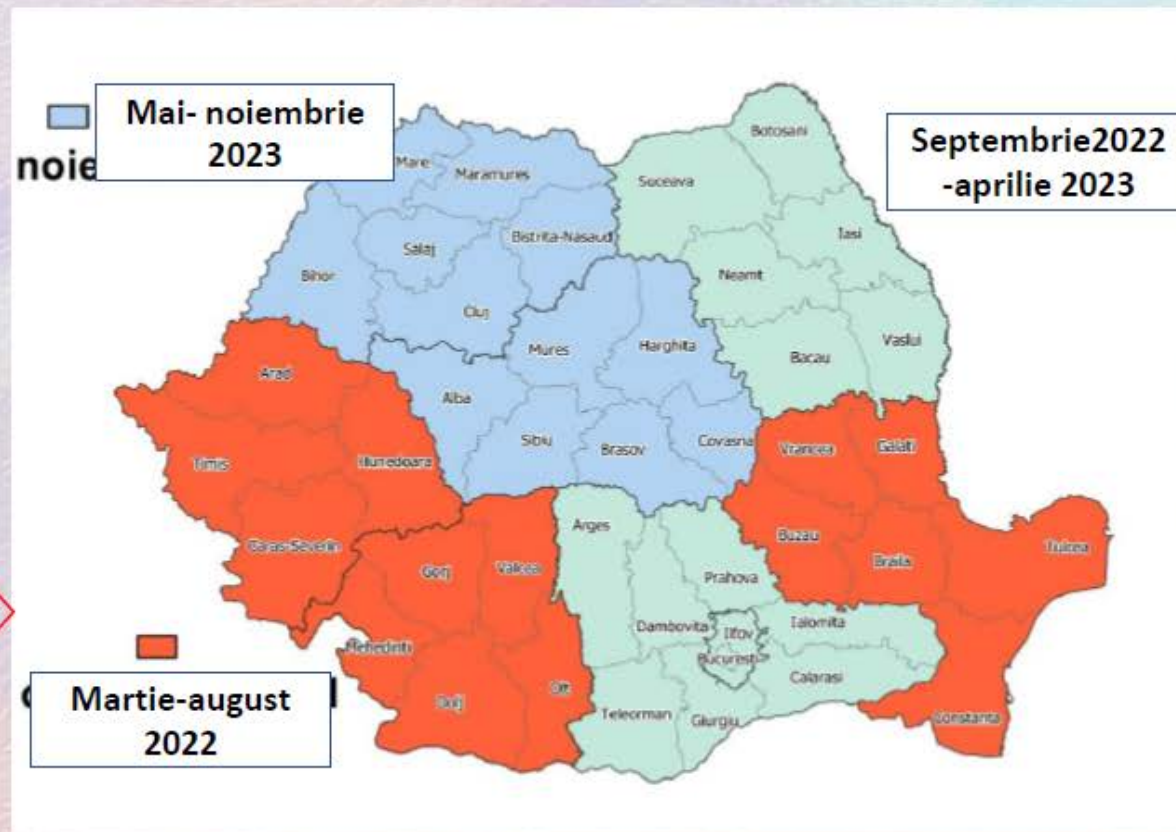 Mai- noiembrie
2023
noie
Septembrie2022
-aprilie 2023
Botosani
Mare
Maramures
Suceava
Iasi
Bistrita-Nasaud
Salaj
Neamt
Bihor
Cluj
Vaslui
Mures
Harghita
Bacau
Arad
Alba
Sibiu
Brasov
Covasna
Vrancea
Galati
Timis
Hunedoara
Arges
Buzau
Braila
Tulcea
Caras-Severin
Gorj
Valcea
Prahova
Dambovita
Ilfov
Ialomita
Mehedinti
Bucuresti
Calarasi
Dolj
Olt
Teleorman
Giurgiu
Constanta
Martie-august
2022